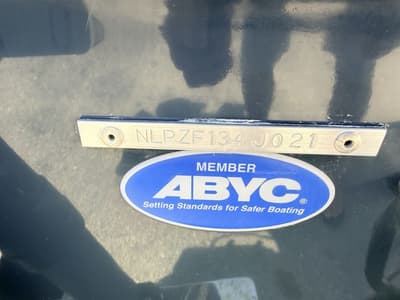 NLPZF134J021
MEMBER
ABYC®
Setting Standards for Safer Boating